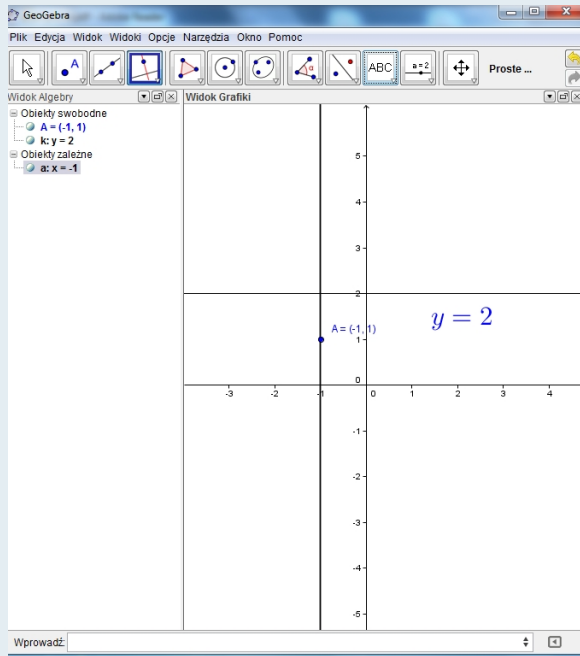 GeoGebra
Plik Edycja Widok Widoki Opcje Narzędzia Okno Pomoc
A
α
ABC
a = 2
Proste ...
Widok Algebry
Widok Grafiki
Obiekty swobodne
A = (-1, 1)
k: y = 2
Obiekty zależne
a: x = -1
5
4
3
2
y = 2
A = (-1, 1)
1
0
-3 -2 -1 0 1 2 3 4
-1
-2
-3
-4
-5
Wprowadź: